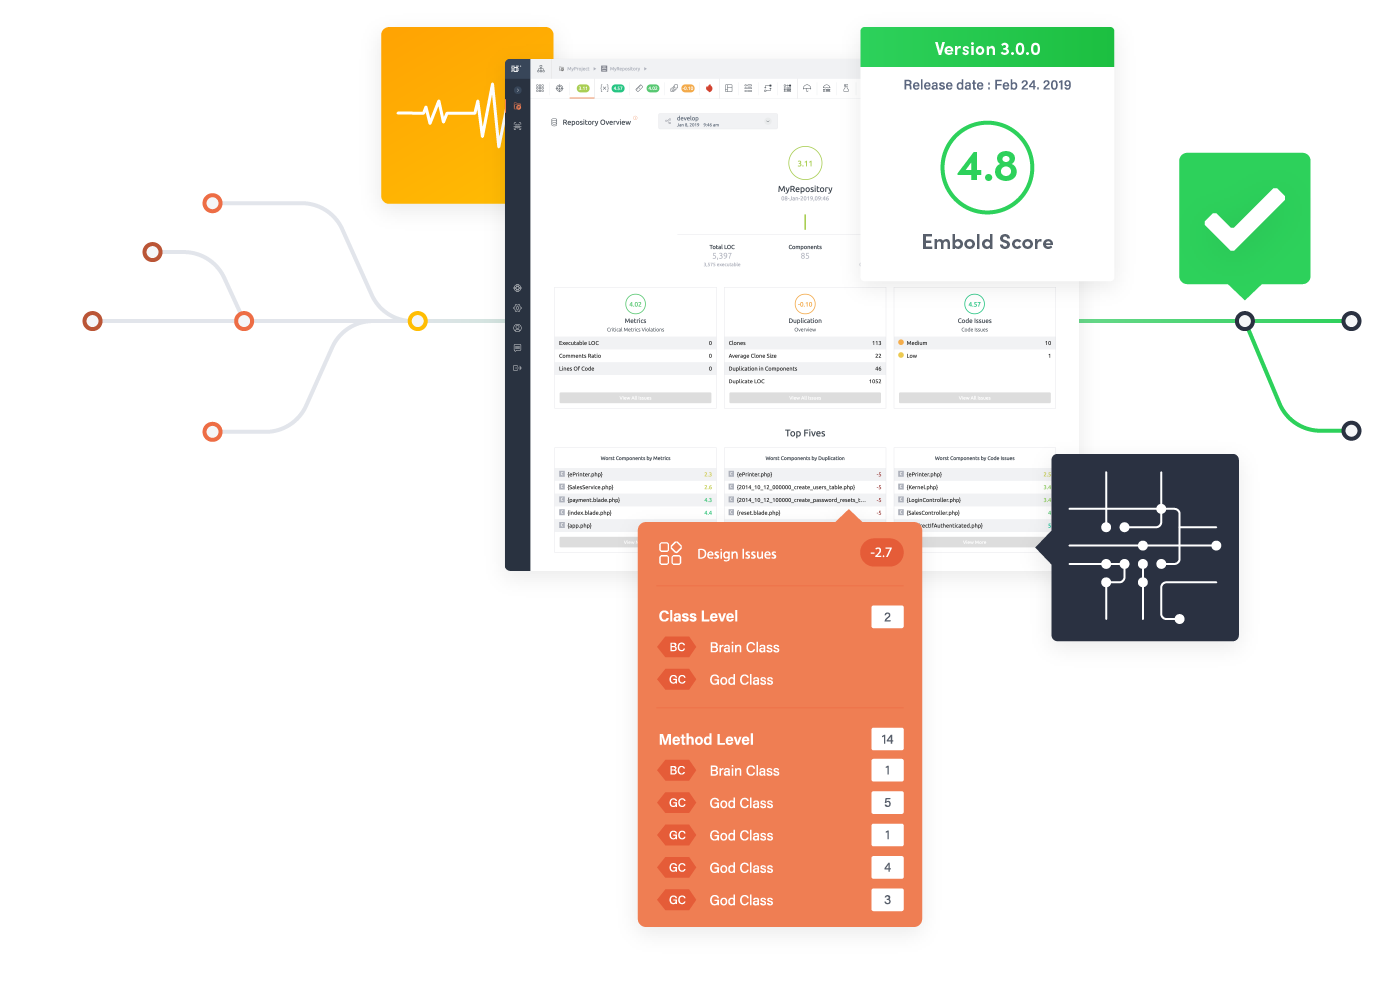 Version 3.0.0
Release date : Feb 24. 2019
4.8
Embold Score
MyProject
MyRepository
3.11
4.57
4.02
-0.10
Repository Overview
develop
Jan 8, 2019 9:46 am
3.11
MyRepository
08-Jan-2019,09:46
Total LOC
5,397
3,575 executable
Components
85
4.02
Metrics
Critical Metrics Violations
Executable LOC 0
Comments Ratio 0
Lines Of Code 0
View All Issues
-0.10
Duplication
Overview
Clones 113
Average Clone Size 22
Duplication in Components 46
Duplicate LOC 1052
View All Issues
4.57
Code Issues
Code Issues
Medium 10
Low 1
View All Issues
Top Fives
Worst Components by Metrics
{ePrinter.php} 3.3
{SalesService.php} 3.6
{payment.blade.php} 4.3
{index.blade.php} 4.4
{app.php}
Worst Components by Duplication
{ePrinter.php} -5
{2014_10_12_000000_create_users_table.php} -5
{2014_10_12_100000_create_password_resets_t... -5
{reset.blade.php} -5
Worst Components by Code Issues
{ePrinter.php}
{Kernel.php} 3.4
{LoginController.php} 3.4
{SalesController.php} 4
ectIfAuthenticated.php} 5
View More
Design Issues -2.7
Class Level 2
BC Brain Class
GC God Class
Method Level 14
BC Brain Class 1
GC God Class 5
GC God Class 1
GC God Class 4
GC God Class 3